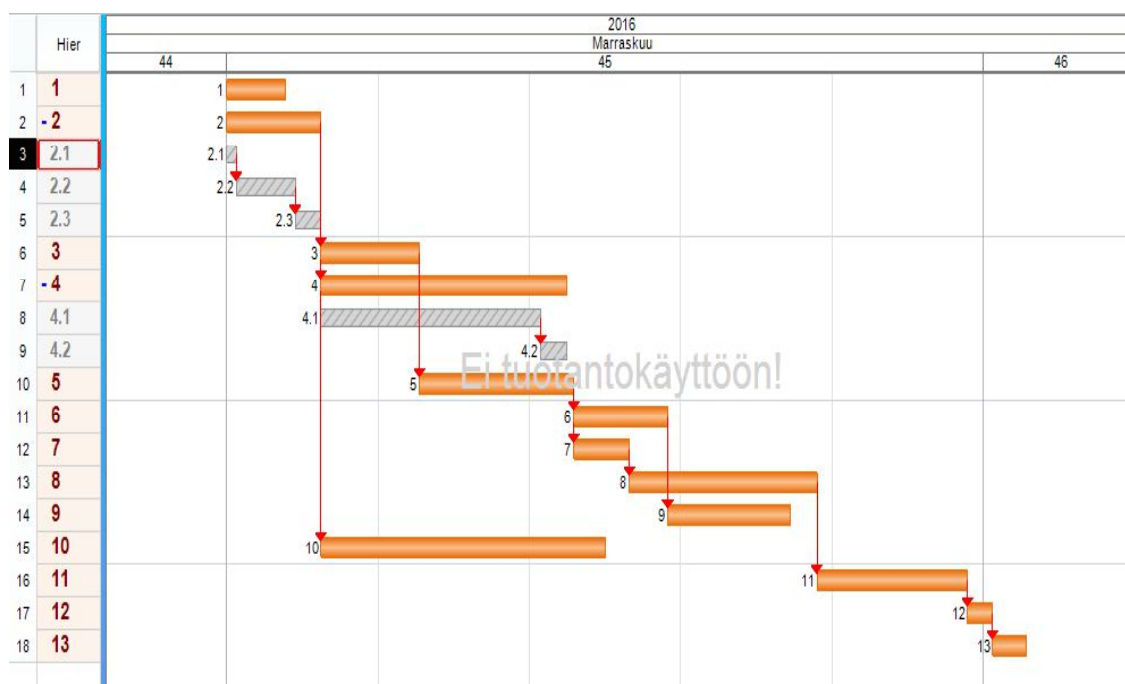 2016
Hier
Marraskuu
44 45 46
1 1 1
2 - 2 2
3 2.1 2.1
4 2.2 2.2
5 2.3 2.3
6 3 3
7 - 4 4
8 4.1 4.1
9 4.2 4.2
Ei tuotantokäyttöön!
10 5 5
11 6 6
12 7 7
13 8 8
14 9 9
15 10 10
16 11 11
17 12 12
18 13 13